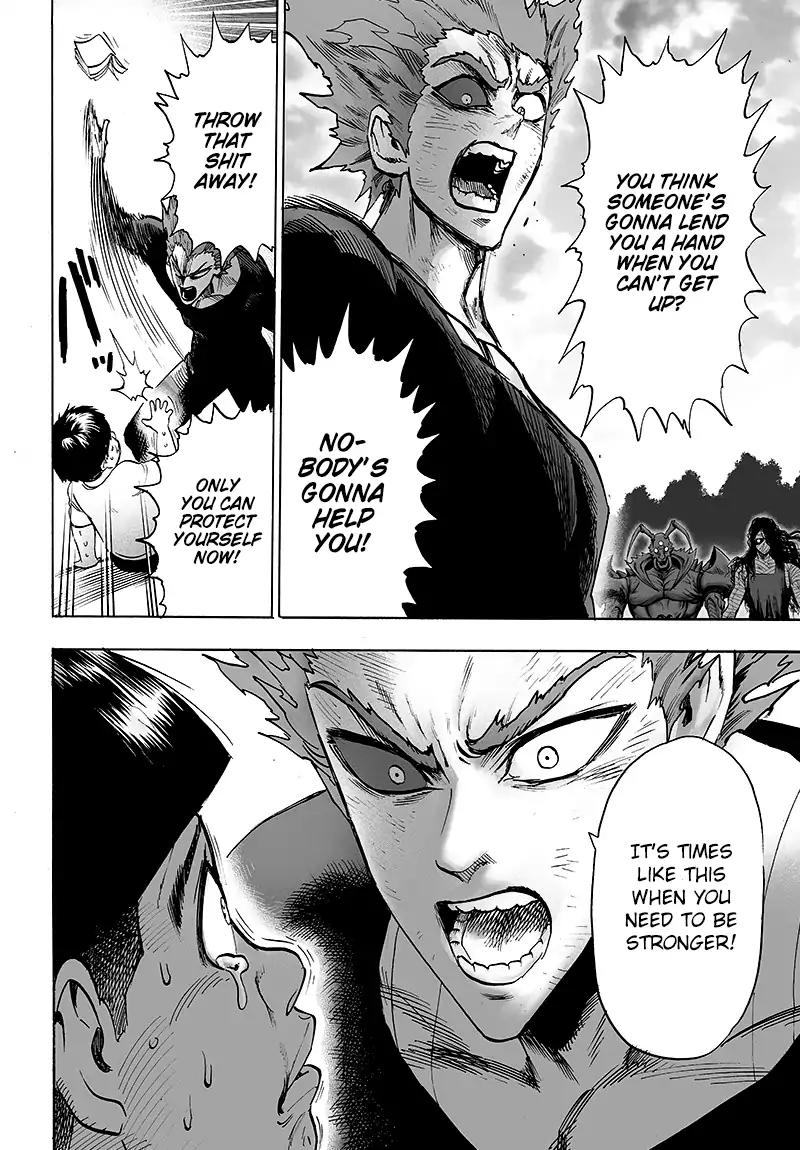 YOU THINK
SOMEONE'S
GONNA LEND
YOU A HAND
WHEN YOU
CAN'T GET
UP?
NO-
BODY'S
GONNA
HELP
YOU!
THROW
THAT
SHIT
AWAY!
ONLY
YOU CAN
PROTECT
YOURSELF
NOW!
IT'S TIMES
LIKE THIS
WHEN YOU
NEED TO BE
STRONGER!